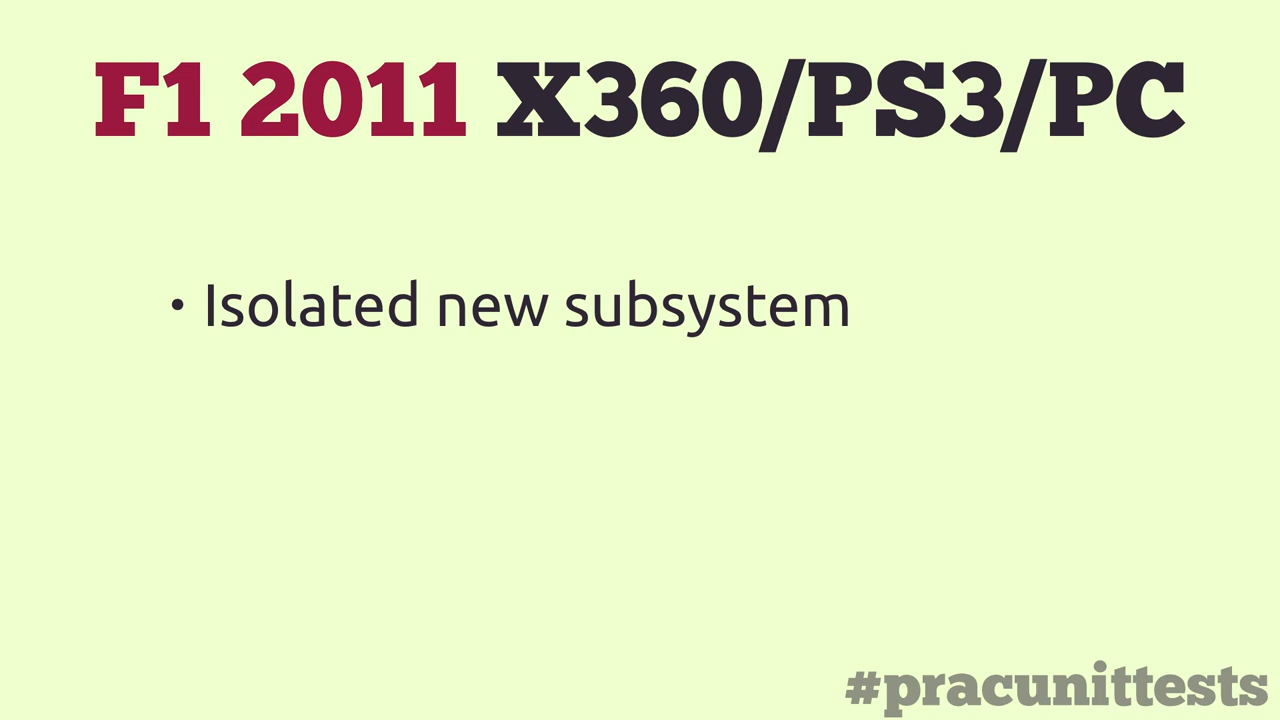 F1 2011 X360/PS3/PC
• Isolated new subsystem
#pracunittests